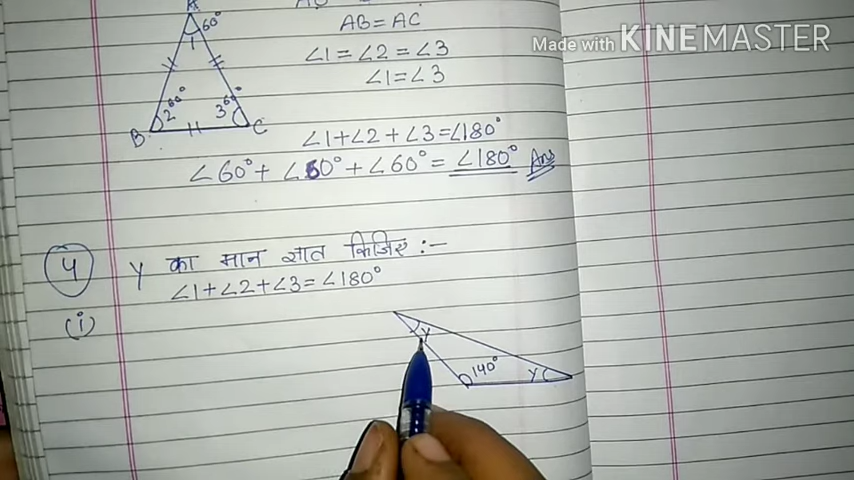 A
60°
1
AB = AC
∠1 = ∠2 = ∠3
∠1 = ∠3
2 60°
3 60°
B
C
∠1 + ∠2 + ∠3 = ∠180°
∠60° + ∠60° + ∠60° = ∠180° Ans
Made with KINEMASTER
4 Y का मान ज्ञात किजिए :-
∠1 + ∠2 + ∠3 = ∠180°
(i)
Y
140°
Y